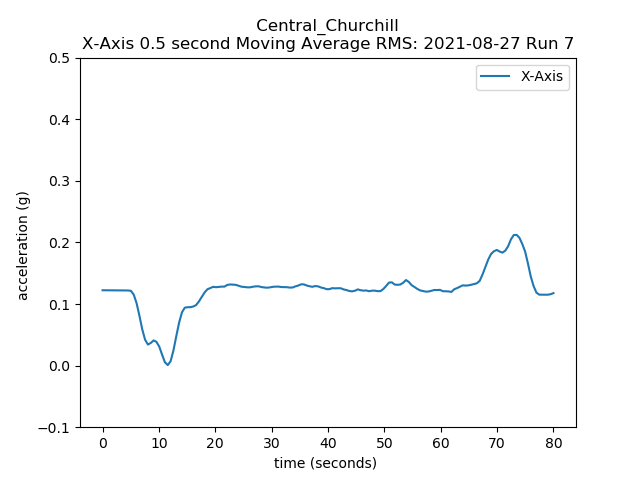 Central_Churchill
X-Axis 0.5 second Moving Average RMS: 2021-08-27 Run 7
X-Axis
acceleration (g)
0.5
0.4
0.3
0.2
0.1
0.0
−0.1
0 10 20 30 40 50 60 70 80
time (seconds)